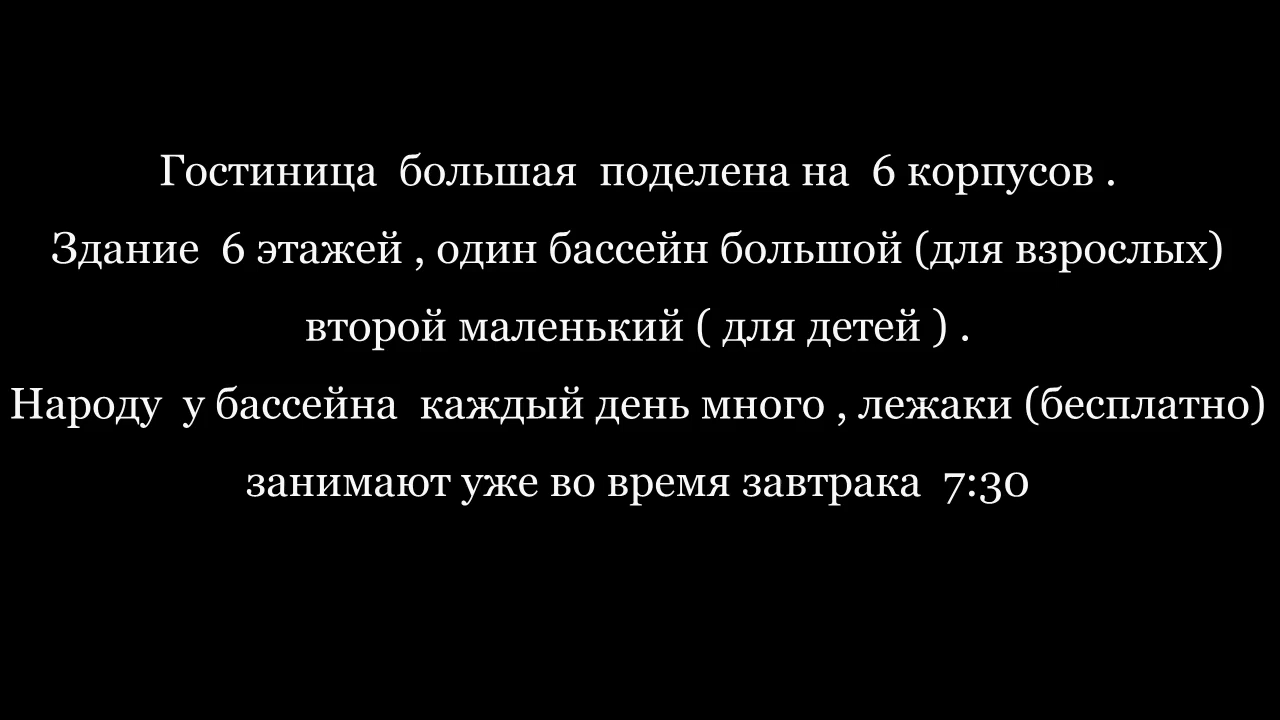 Гостиница большая поделена на 6 корпусов .
Здание 6 этажей , один бассейн большой (для взрослых)
второй маленький ( для детей ) .
Народу у бассейна каждый день много , лежаки (бесплатно)
занимают уже во время завтрака 7:30